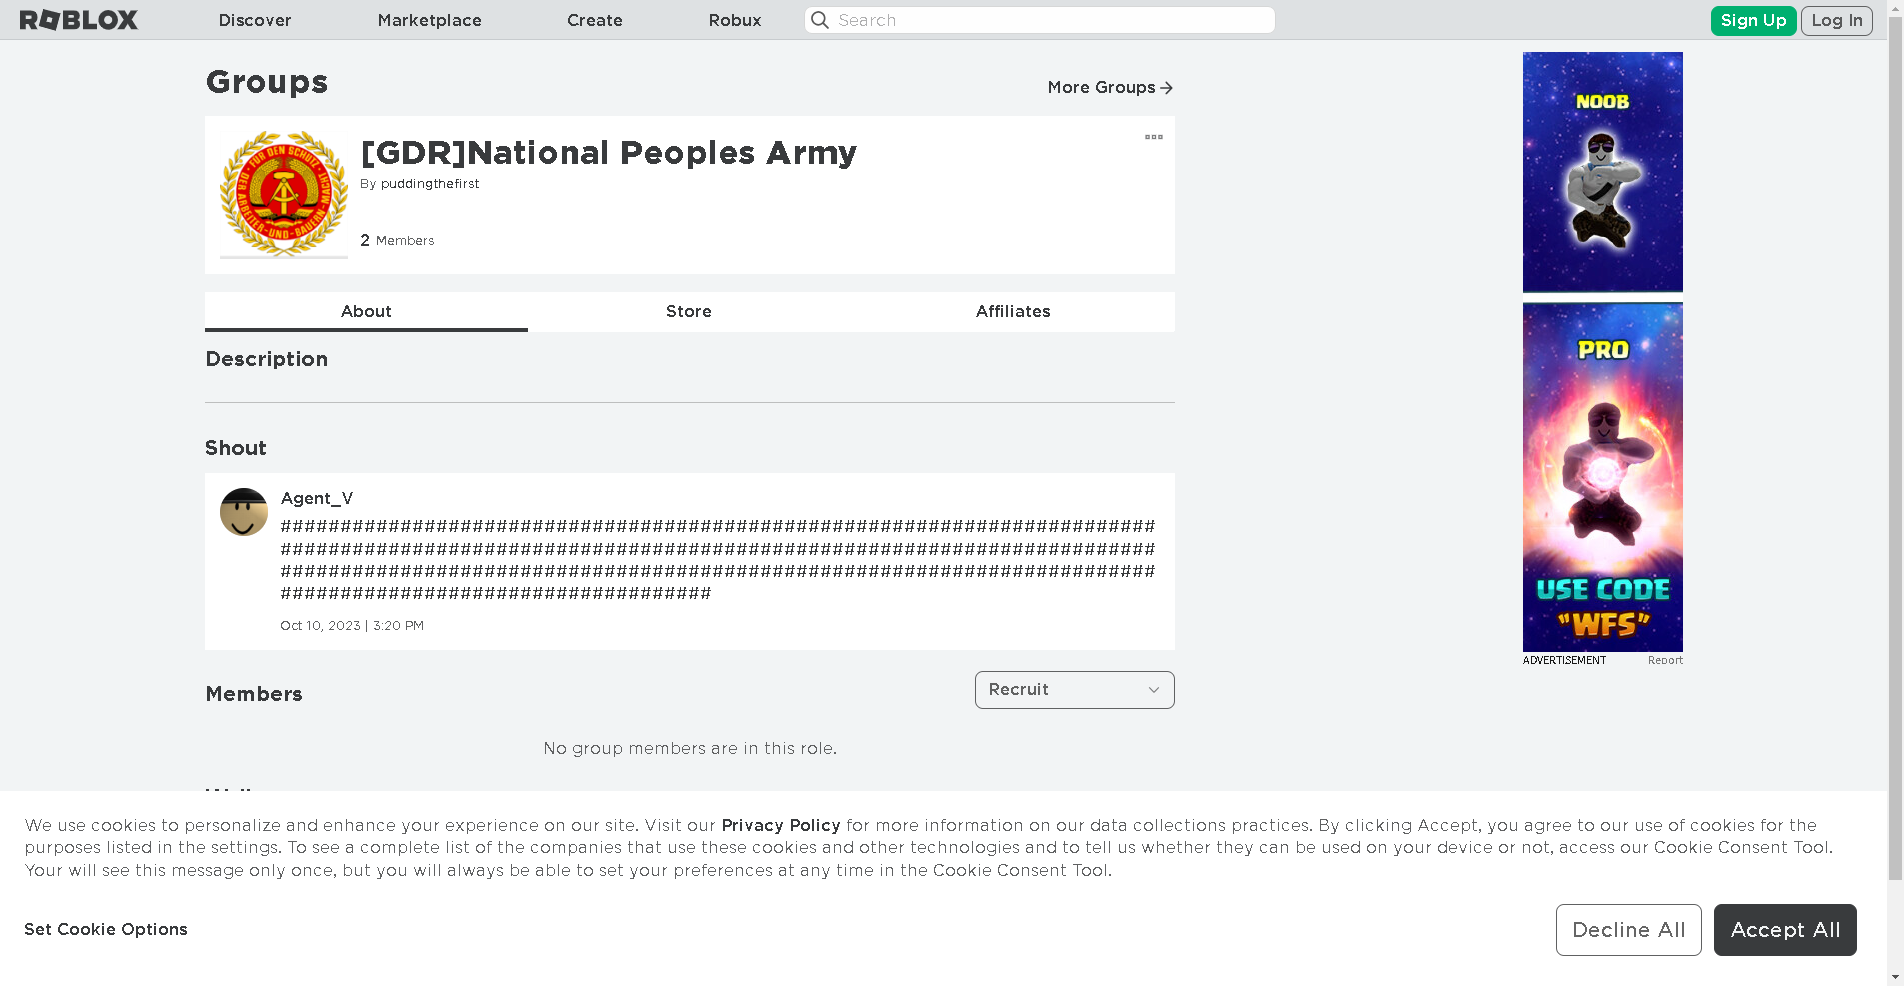 ROBLOX
Discover
Marketplace
Create
Robux
Search
Sign Up
Log In
Groups
More Groups
FÜR DEN SCHUTZ · DER ARBEITER-UND-BAUERN-MACHT
[GDR]National Peoples Army
By puddingthefirst
2 Members
About
Store
Affiliates
Description
Shout
Agent_V
#########################################################################
#########################################################################
#########################################################################
####################################
Oct 10, 2023 | 3:20 PM
Members
Recruit
No group members are in this role.
NOOB
PRO
USE CODE
"WFS"
ADVERTISEMENT
Report
We use cookies to personalize and enhance your experience on our site. Visit our Privacy Policy for more information on our data collections practices. By clicking Accept, you agree to our use of cookies for the
purposes listed in the settings. To see a complete list of the companies that use these cookies and other technologies and to tell us whether they can be used on your device or not, access our Cookie Consent Tool.
Your will see this message only once, but you will always be able to set your preferences at any time in the Cookie Consent Tool.
Set Cookie Options
Decline All
Accept All